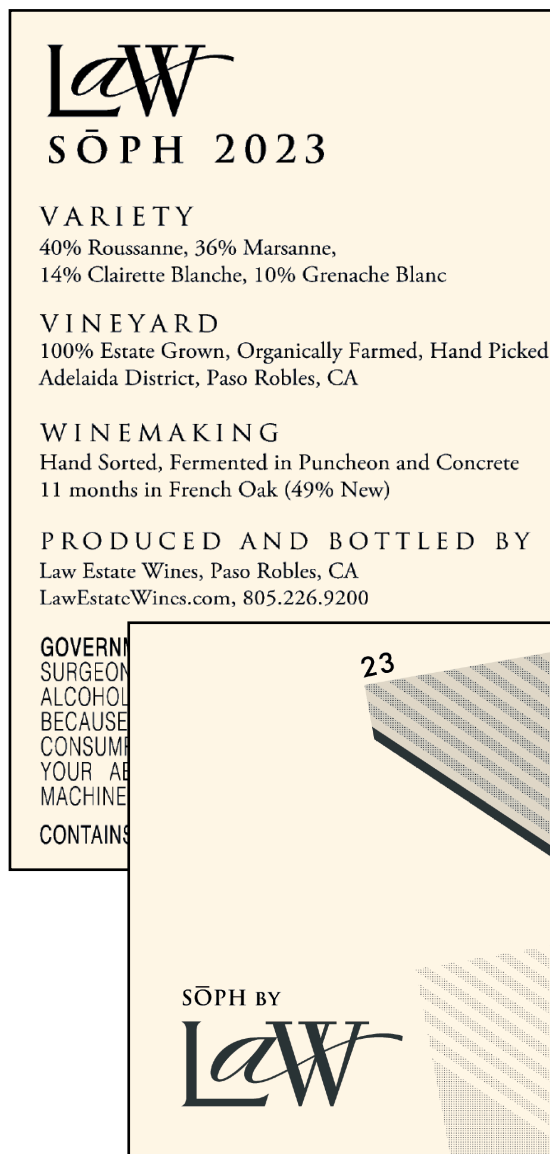 LaW
SŌPH 2023
VARIETY
40% Roussanne, 36% Marsanne,
14% Clairette Blanche, 10% Grenache Blanc
VINEYARD
100% Estate Grown, Organically Farmed, Hand Picked
Adelaida District, Paso Robles, CA
WINEMAKING
Hand Sorted, Fermented in Puncheon and Concrete
11 months in French Oak (49% New)
PRODUCED AND BOTTLED BY
Law Estate Wines, Paso Robles, CA
LawEstateWines.com, 805.226.9200
BECAUSE
YOUR
MACHINE
23
SŌPH BY
LaW